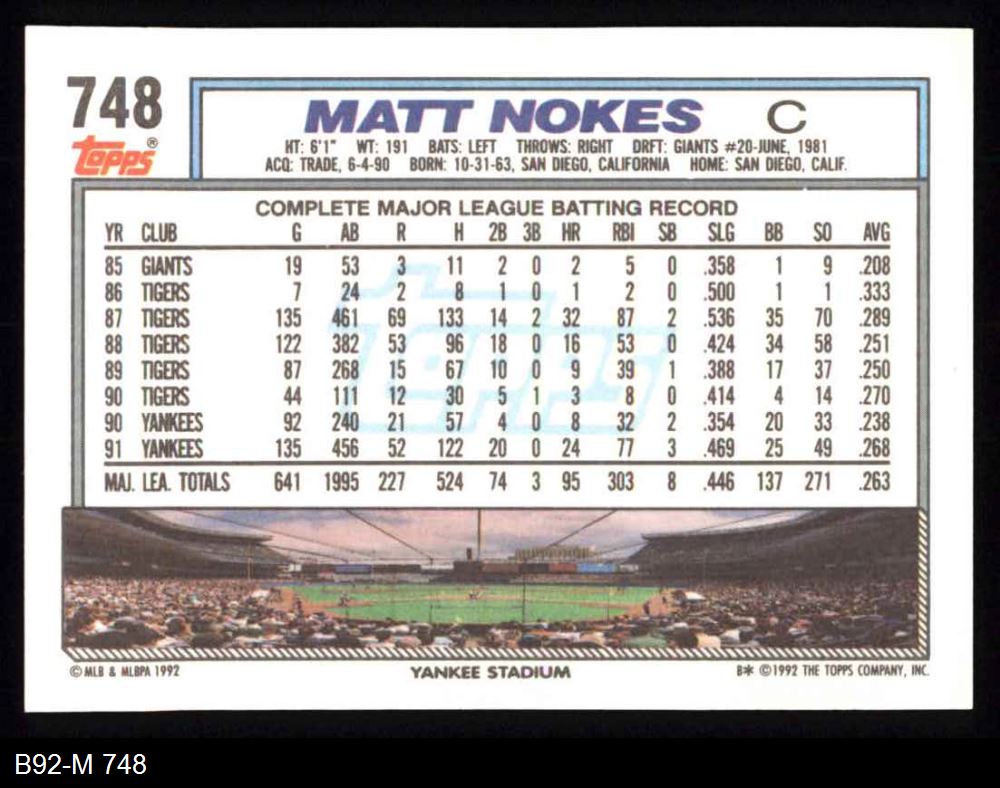 748
topps®
MATT NOKES C
HT: 6'1" WT: 191 BATS: LEFT THROWS: RIGHT DRFT: GIANTS #20-JUNE, 1981
ACQ: TRADE, 6-4-90 BORN: 10-31-63, SAN DIEGO, CALIFORNIA HOME: SAN DIEGO, CALIF.
COMPLETE MAJOR LEAGUE BATTING RECORD
YR CLUB G AB R H 2B 3B HR RBI SB SLG BB SO AVG
85 GIANTS 19 53 3 11 2 0 2 5 0 .358 1 9 .208
86 TIGERS 7 24 2 8 1 0 1 2 0 .500 1 1 .333
87 TIGERS 135 461 69 133 14 2 32 87 2 .536 35 70 .289
88 TIGERS 122 382 53 96 18 0 16 53 0 .424 34 58 .251
89 TIGERS 87 268 15 67 10 0 9 39 1 .388 17 37 .250
90 TIGERS 44 111 12 30 5 1 3 8 0 .414 4 14 .270
90 YANKEES 92 240 21 57 4 0 8 32 2 .354 20 33 .238
91 YANKEES 135 456 52 122 20 0 24 77 3 .469 25 49 .268
MAJ. LEA. TOTALS 641 1995 227 524 74 3 95 303 8 .446 137 271 .263
topps
© MLB & MLBPA 1992 YANKEE STADIUM B* ©1992 THE TOPPS COMPANY, INC.
B92-M 748